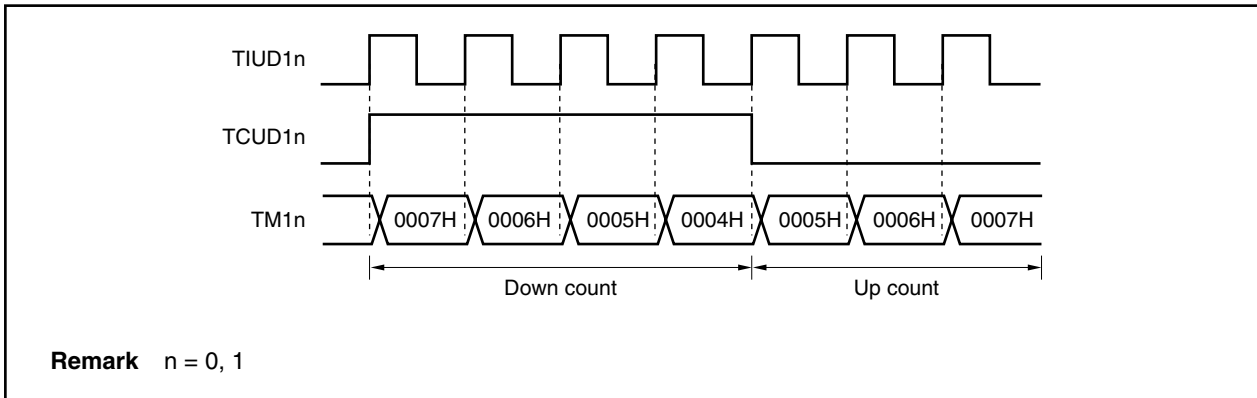 TIUD1n
TCUD1n
TM1n 0007H 0006H 0005H 0004H 0005H 0006H 0007H
Down count Up count
Remark n = 0, 1